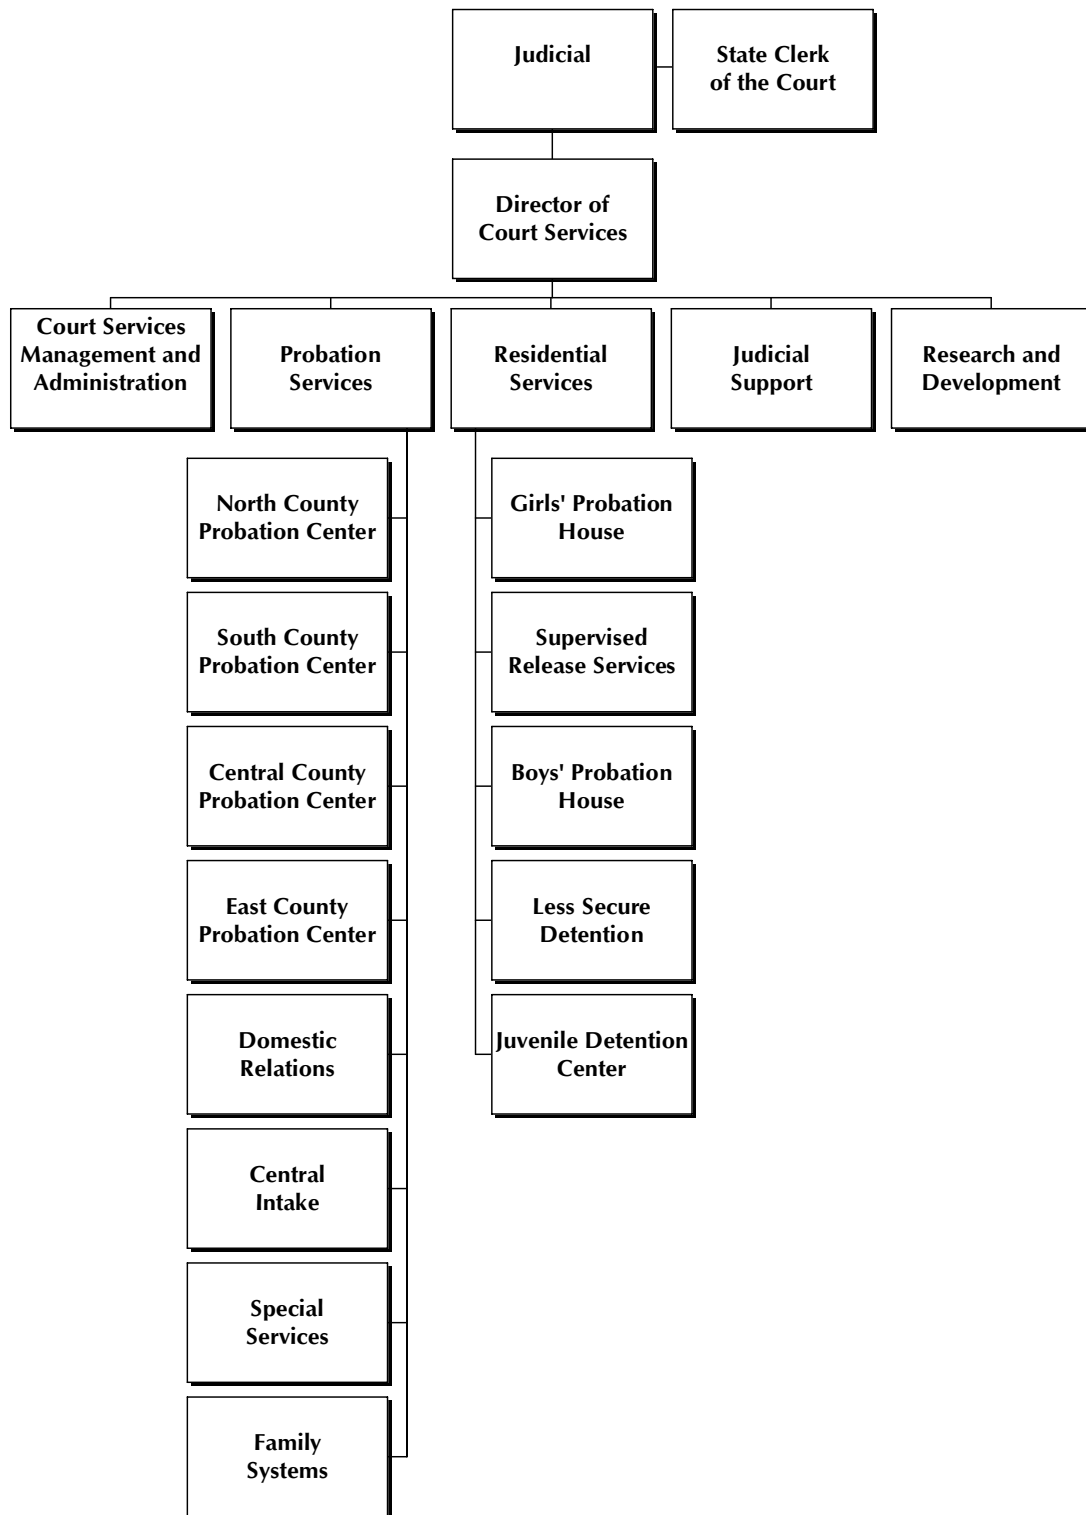 Judicial
State Clerk
of the Court
Director of
Court Services
Court Services
Management and
Administration
Probation
Services
Residential
Services
Judicial
Support
Research and
Development
North County
Probation Center
Girls' Probation
House
South County
Probation Center
Supervised
Release Services
Central County
Probation Center
Boys' Probation
House
East County
Probation Center
Less Secure
Detention
Domestic
Relations
Juvenile Detention
Center
Central
Intake
Special
Services
Family
Systems